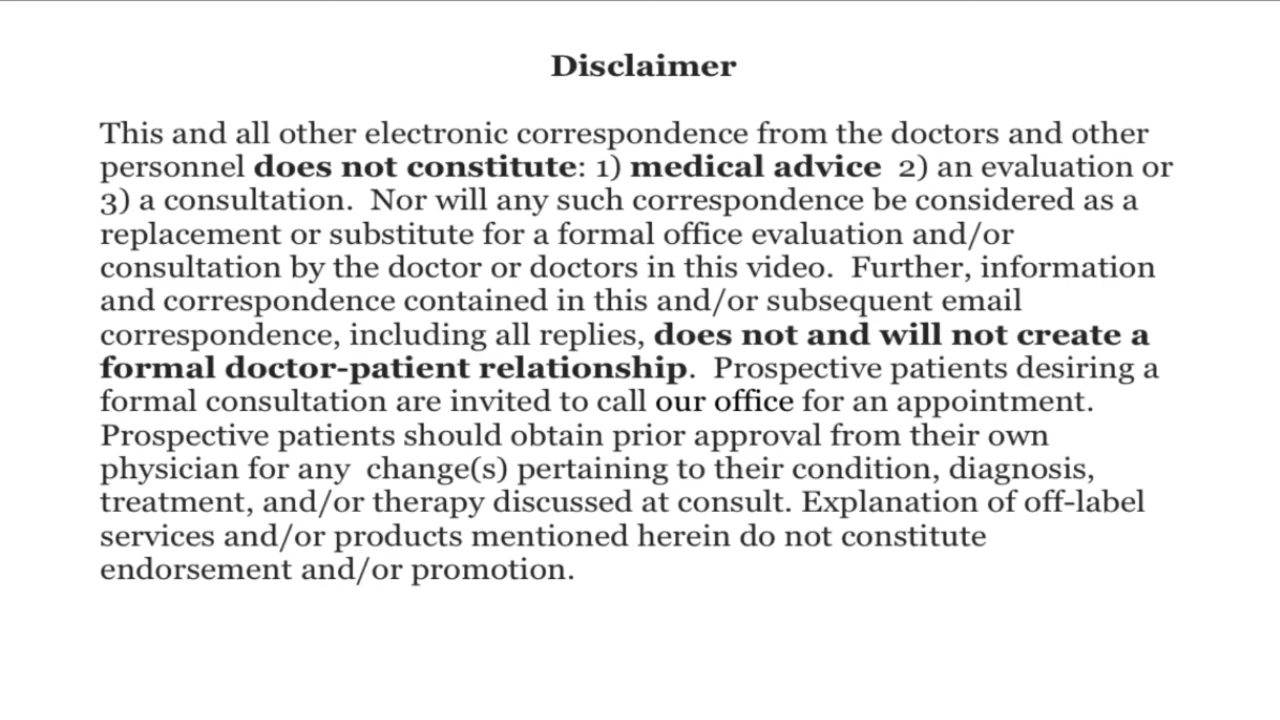 Disclaimer
This and all other electronic correspondence from the doctors and other
personnel does not constitute: 1) medical advice  2) an evaluation or
3) a consultation.  Nor will any such correspondence be considered as a
replacement or substitute for a formal office evaluation and/or
consultation by the doctor or doctors in this video.  Further, information
and correspondence contained in this and/or subsequent email
correspondence, including all replies, does not and will not create a
formal doctor-patient relationship.  Prospective patients desiring a
formal consultation are invited to call our office for an appointment.
Prospective patients should obtain prior approval from their own
physician for any  change(s) pertaining to their condition, diagnosis,
treatment, and/or therapy discussed at consult. Explanation of off-label
services and/or products mentioned herein do not constitute
endorsement and/or promotion.